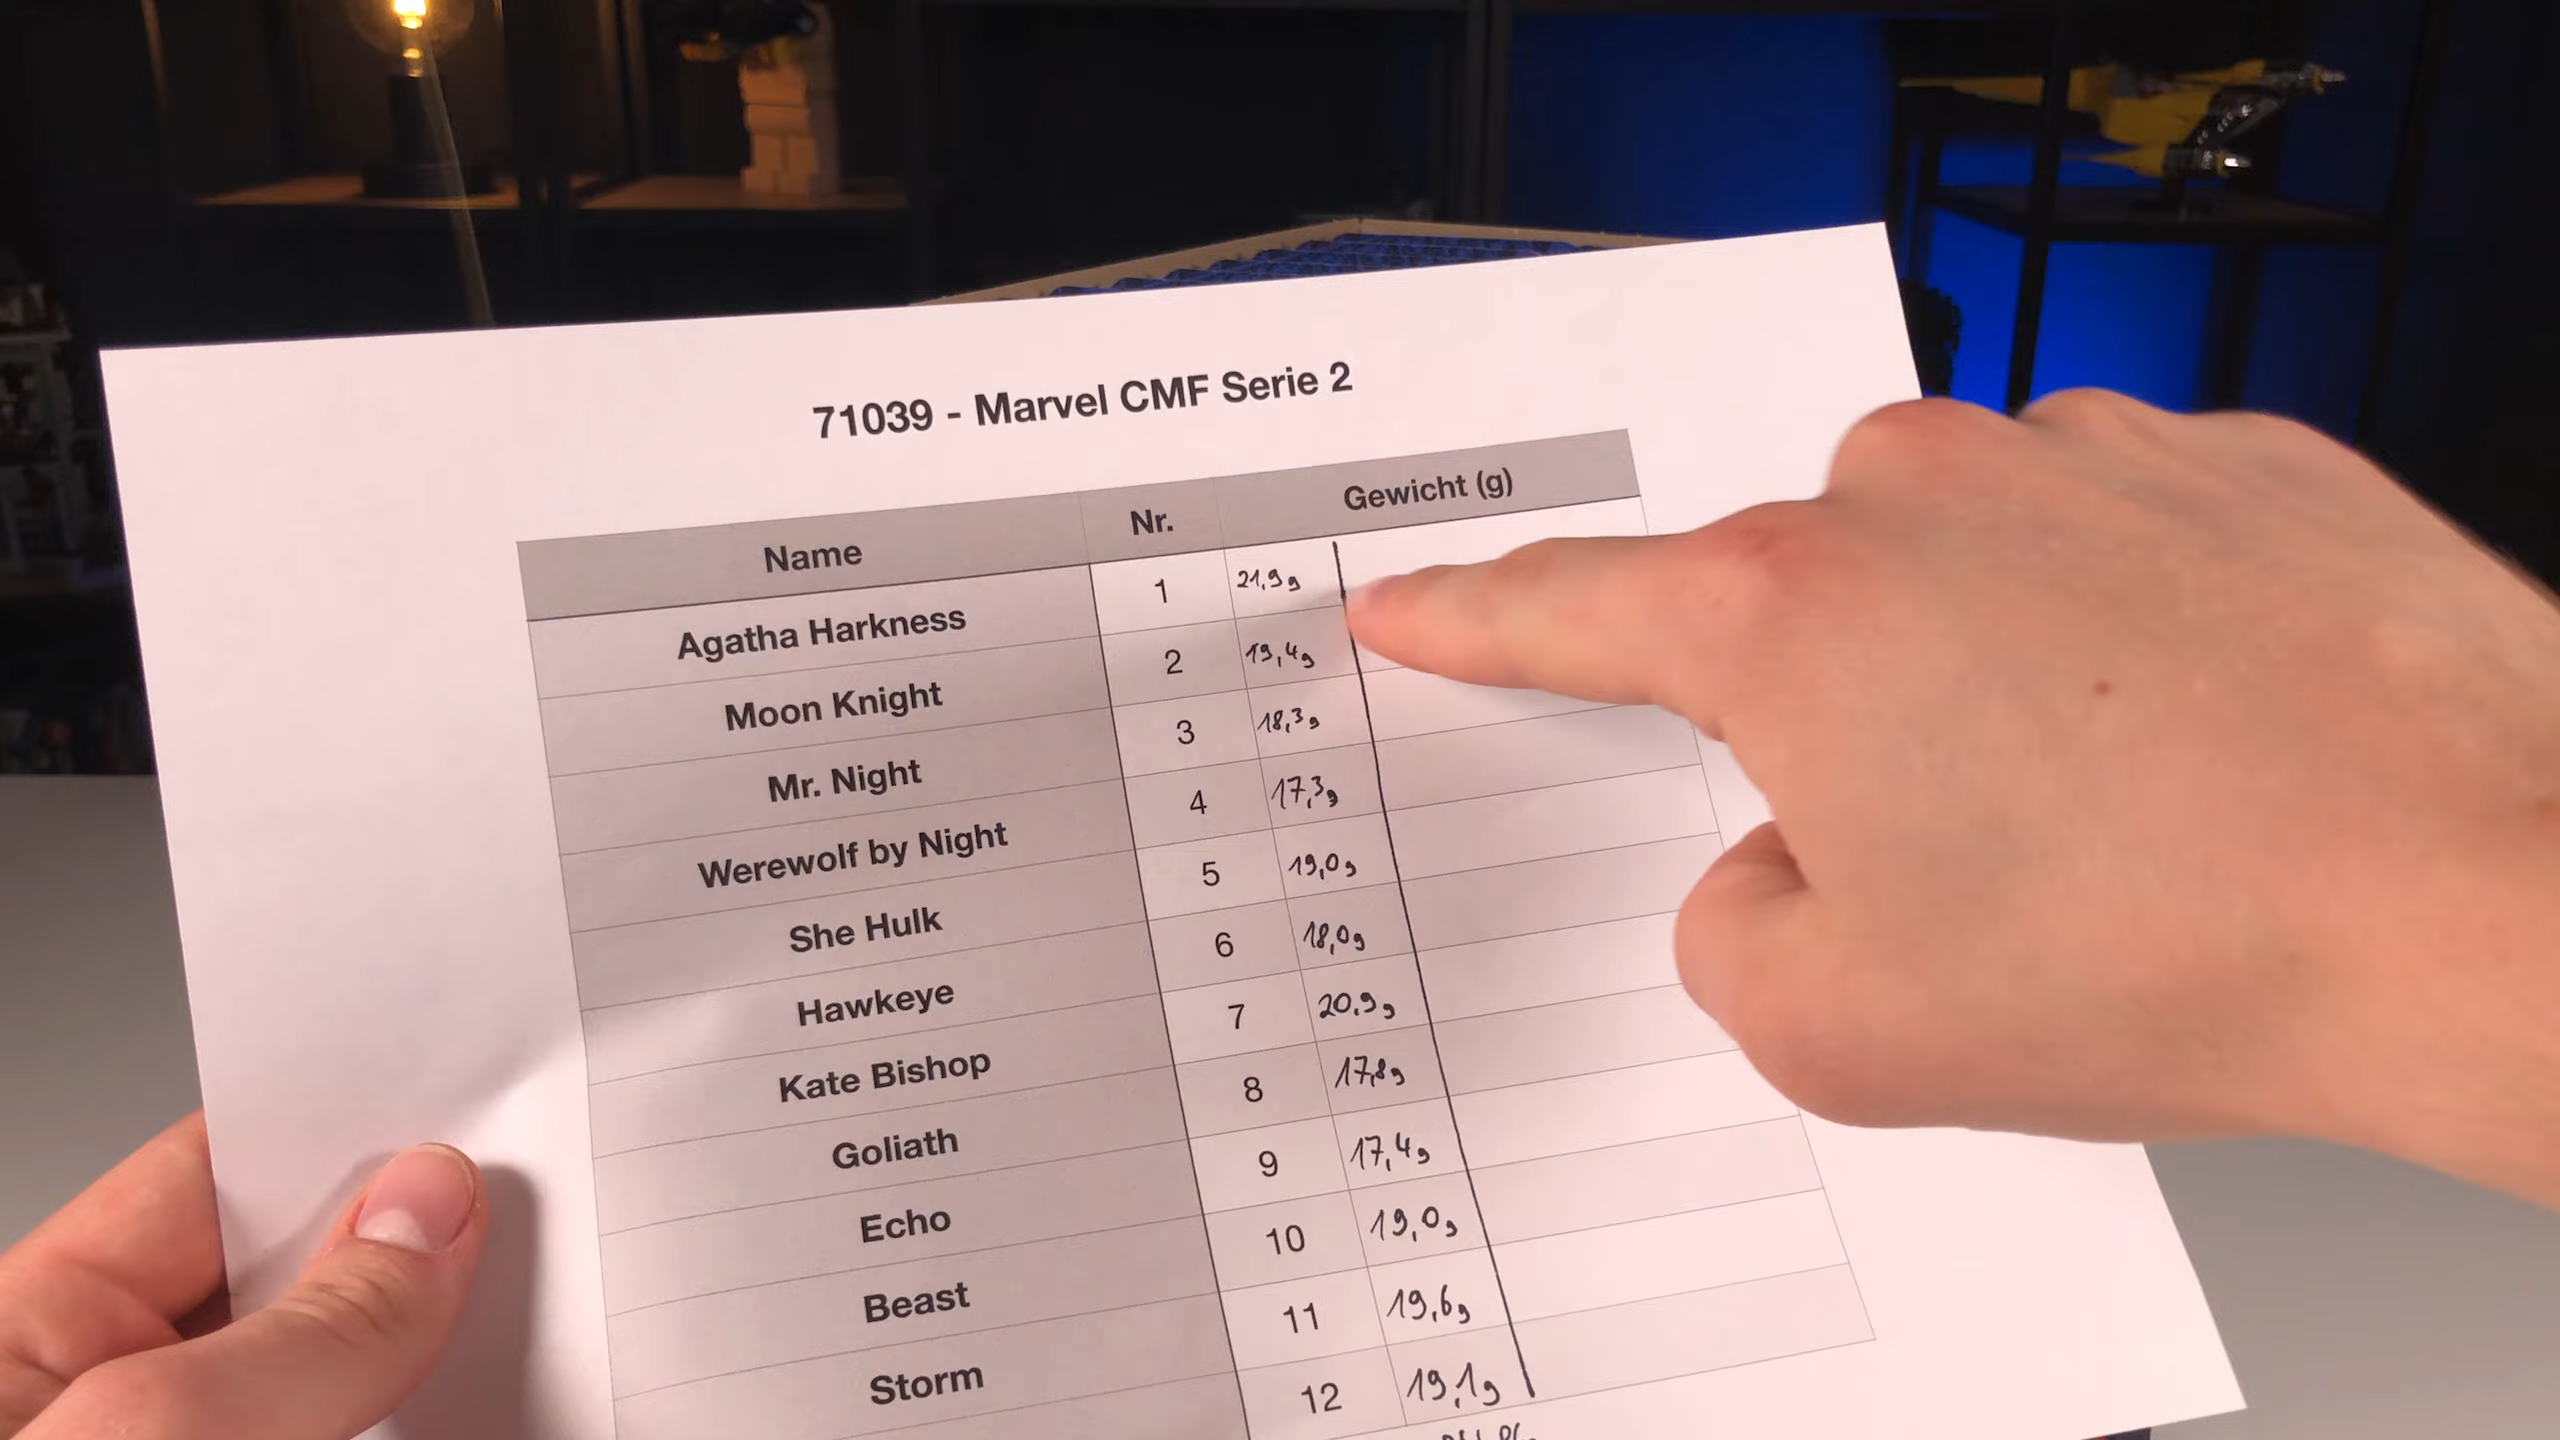 71039 - Marvel CMF Serie 2
Name Nr. Gewicht (g)
Agatha Harkness 1 21,9g
Moon Knight 2 19,4g
Mr. Night 3 18,3g
Werewolf by Night 4 17,3g
She Hulk 5 19,0g
Hawkeye 6 18,0g
Kate Bishop 7 20,9g
Goliath 8 17,8g
Echo 9 17,4g
Beast 10 19,0g
Storm 11 19,6g
12 19,1g